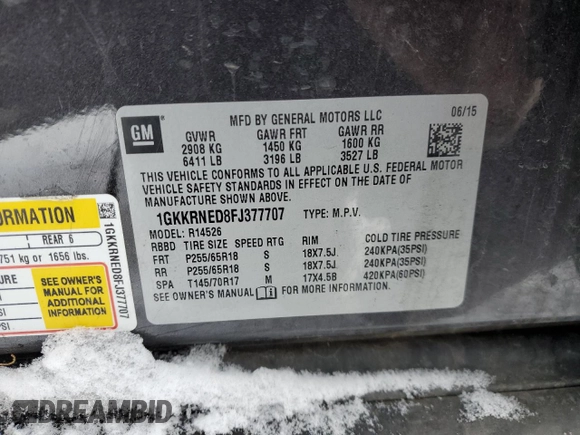 GM
MFD BY GENERAL MOTORS LLC
06/15
GVWR GAWR FRT GAWR RR
2908 KG 1450 KG 1600 KG
6411 LB 3196 LB 3527 LB
THIS VEHICLE CONFORMS TO ALL APPLICABLE U.S. FEDERAL MOTOR
VEHICLE SAFETY STANDARDS IN EFFECT ON THE DATE OF
MANUFACTURE SHOWN ABOVE.
1GKKRNED8FJ377707 TYPE: M.P.V.
MODEL: R14526
RBBD TIRE SIZE SPEED RTG RIM COLD TIRE PRESSURE
FRT P255/65R18 S 18X7.5J 240KPA(35PSI)
RR P255/65R18 S 18X7.5J 240KPA(35PSI)
SPA T145/70R17 M 17X4.5B 420KPA(60PSI)
SEE OWNER'S MANUAL FOR MORE INFORMATION.
ORMATION
1 REAR 6
751 kg or 1656 lbs.
SEE OWNER'S
MANUAL FOR
ADDITIONAL
INFORMATION
1GKKRNED8FJ377707
DREAMBID